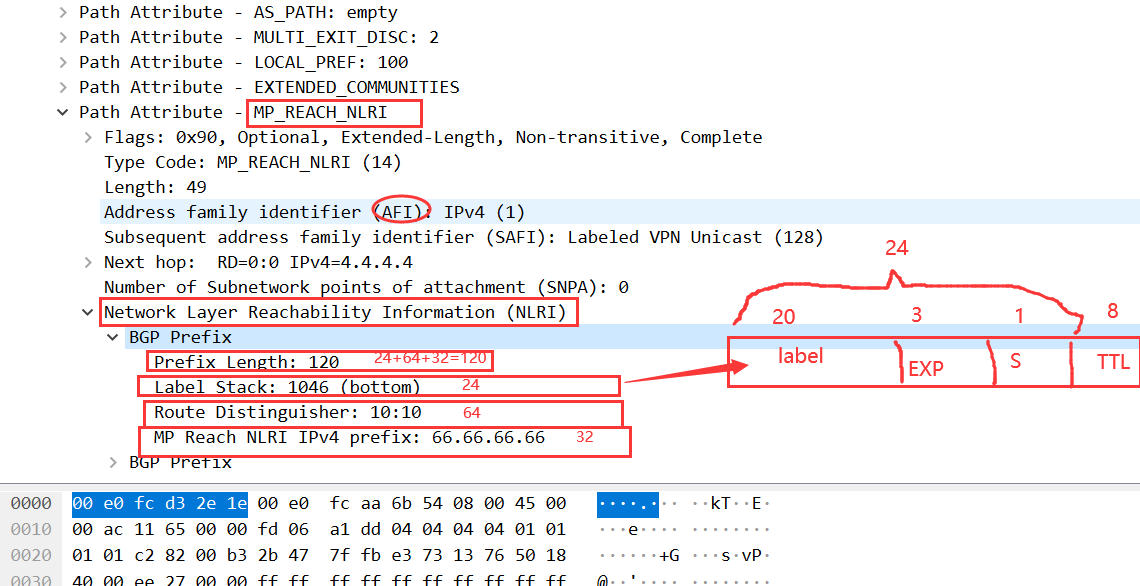 Path Attribute - AS_PATH: empty
Path Attribute - MULTI_EXIT_DISC: 2
Path Attribute - LOCAL_PREF: 100
Path Attribute - EXTENDED_COMMUNITIES
Path Attribute - MP_REACH_NLRI
Flags: 0x90, Optional, Extended-Length, Non-transitive, Complete
Type Code: MP_REACH_NLRI (14)
Length: 49
Address family identifier (AFI): IPv4 (1)
Subsequent address family identifier (SAFI): Labeled VPN Unicast (128)
24
Next hop:  RD=0:0 IPv4=4.4.4.4
Number of Subnetwork points of attachment (SNPA): 0
Network Layer Reachability Information (NLRI)
20 3 1 8
BGP Prefix
label EXP S TTL
Prefix Length: 120 24+64+32=120
Label Stack: 1046 (bottom) 24
Route Distinguisher: 10:10 64
MP Reach NLRI IPv4 prefix: 66.66.66.66 32
BGP Prefix
0000 00 e0 fc d3 2e 1e 00 e0 fc aa 6b 54 08 00 45 00 ········ ··kT··E·
0010 00 ac 11 65 00 00 fd 06 a1 dd 04 04 04 04 01 01 ···e···· ········
0020 01 01 c2 82 00 b3 2b 47 7f fb e3 73 13 76 50 18 ······+G ···s·vP·
0030 40 00 ee 27 00 00 ff ff ff ff ff ff ff ff ff ff @··'···· ········